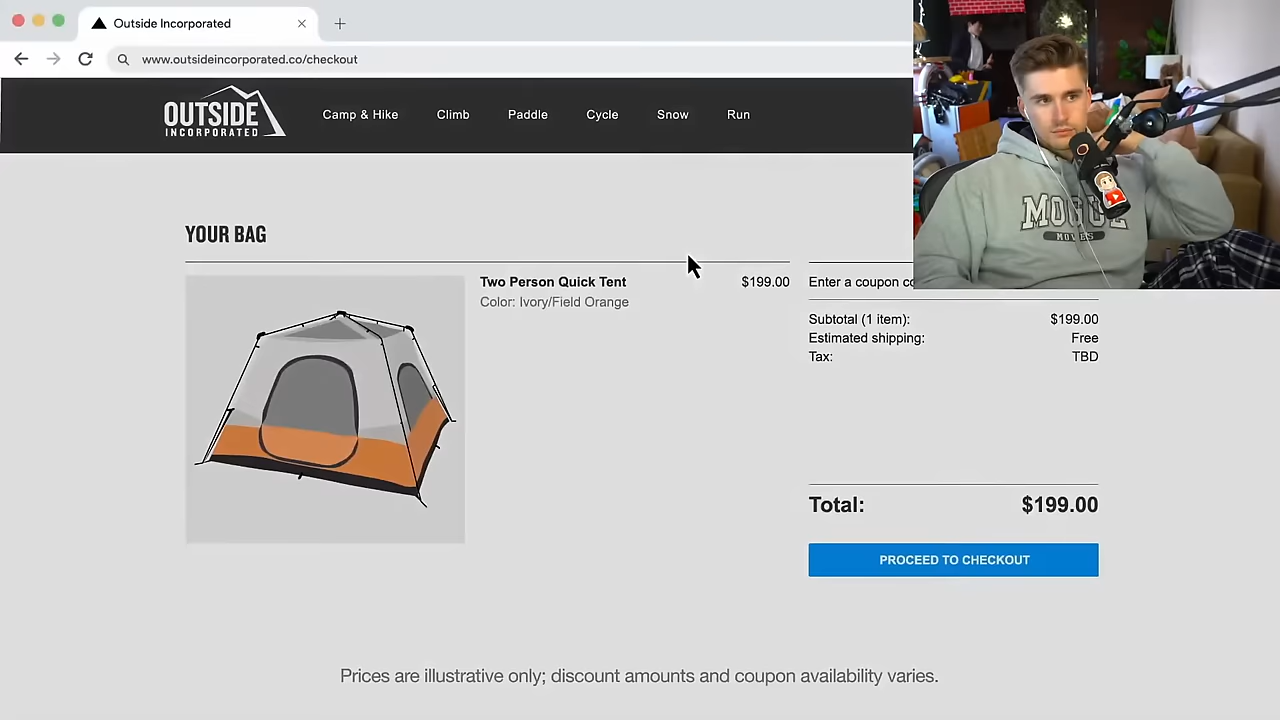 Outside Incorporated
www.outsideincorporated.co/checkout
OUTSIDE
INCORPORATED
Camp & Hike
Climb
Paddle
Cycle
Snow
Run
YOUR BAG
Two Person Quick Tent
$199.00
Color: Ivory/Field Orange
Enter a coupon co
Subtotal (1 item):
$199.00
Estimated shipping:
Free
Tax:
TBD
Total:
$199.00
PROCEED TO CHECKOUT
Prices are illustrative only; discount amounts and coupon availability varies.
MOGUL
MOVES